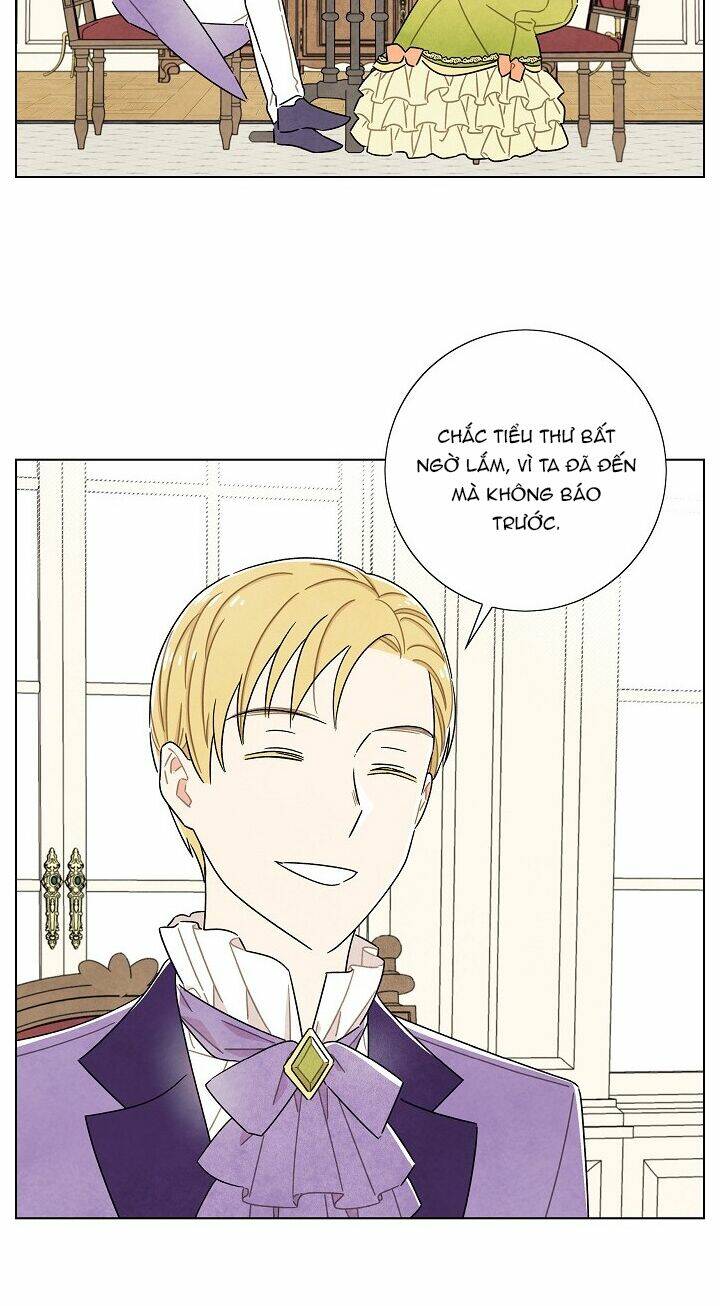 CHẮC TIỂU THƯ BẤT
NGỜ LẮM, VÌ TA ĐÃ ĐẾN
MÀ KHÔNG BÁO
TRƯỚC.